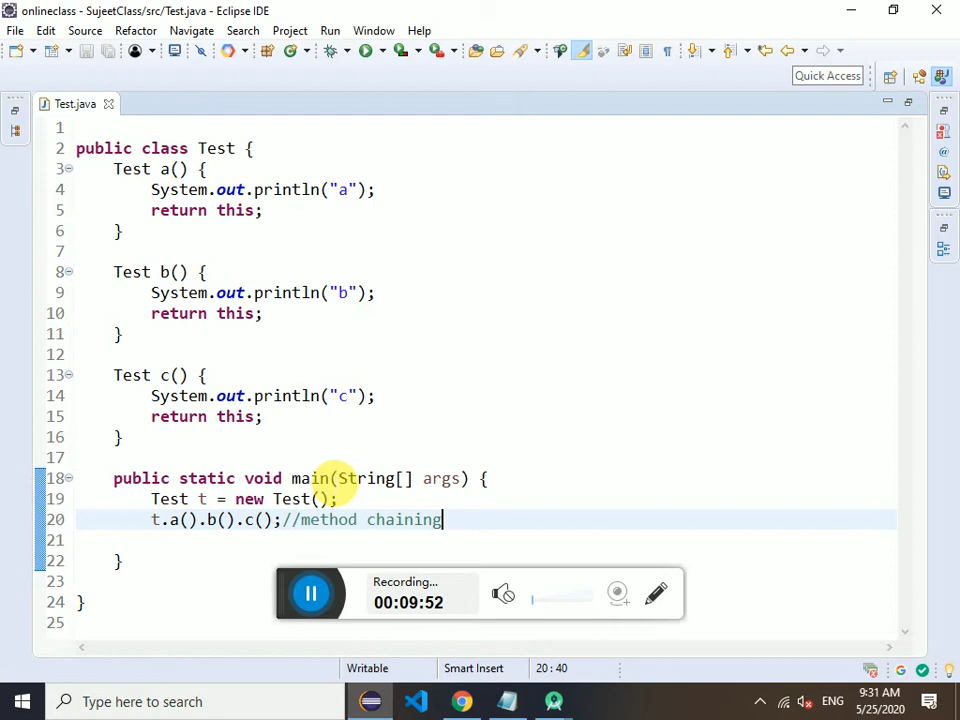 onlineclass - SujeetClass/src/Test.java - Eclipse IDE
File Edit Source Refactor Navigate Search Project Run Window Help
Quick Access
Test.java
1
2 public class Test {
3 Test a() {
4 System.out.println("a");
5 return this;
6 }
7
8 Test b() {
9 System.out.println("b");
10 return this;
11 }
12
13 Test c() {
14 System.out.println("c");
15 return this;
16 }
17
18 public static void main(String[] args) {
19 Test t = new Test();
20 t.a().b().c();//method chaining
21
22 }
23
24 }
25
Recording...
00:09:52
Writable Smart Insert 20 : 40
Type here to search
ENG
9:31 AM
5/25/2020